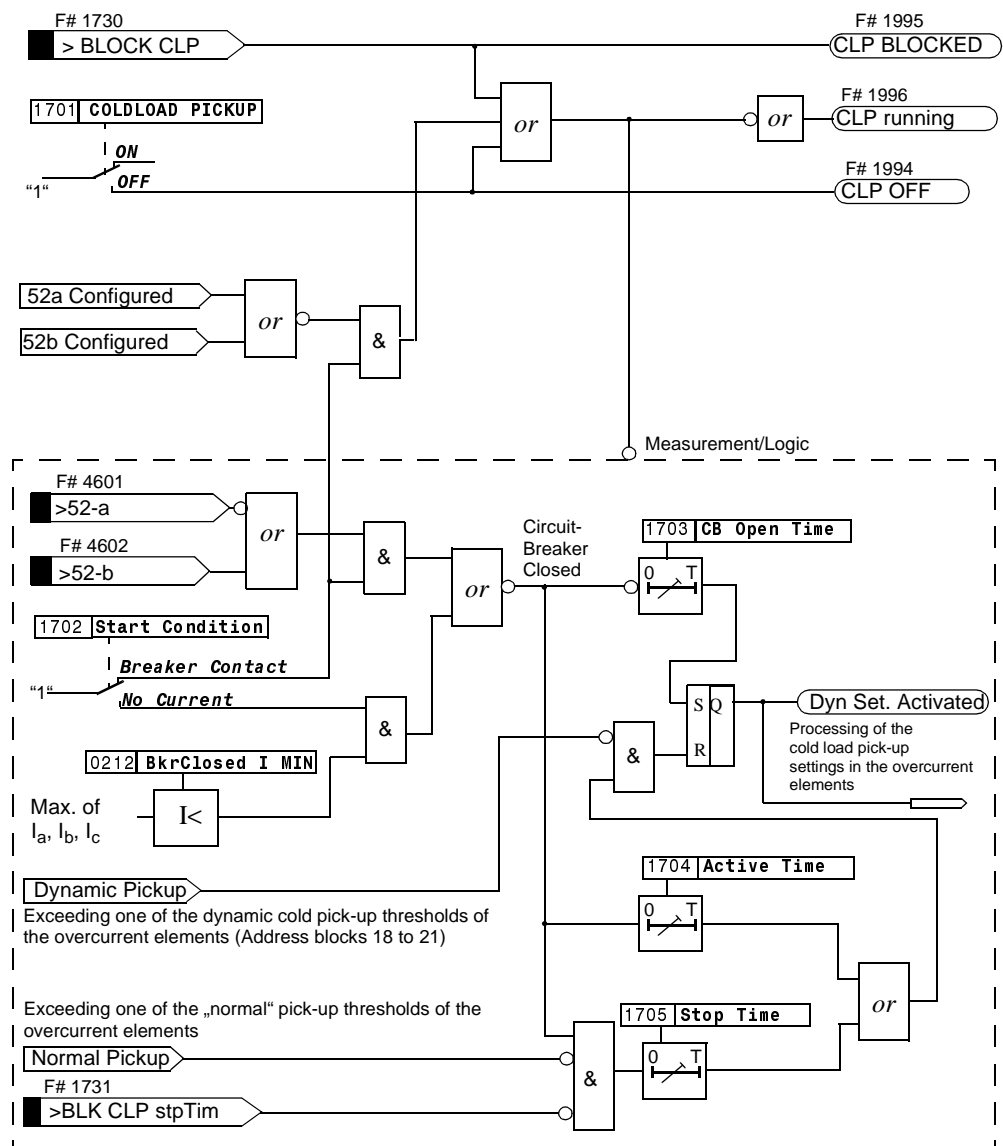 F# 1730
> BLOCK CLP
F# 1995
CLP BLOCKED
1701 COLDLOAD PICKUP
or
or
F# 1996
CLP running
ON
OFF
"1"
F# 1994
CLP OFF
52a Configured
52b Configured
or
&
Measurement/Logic
F# 4601
>52-a
F# 4602
>52-b
or
&
or
Circuit-
Breaker
Closed
1703 CB Open Time
0 T
1702 Start Condition
Breaker Contact
"1"
No Current
&
S Q
R
Dyn Set. Activated
Processing of the
cold load pick-up
settings in the overcurrent
elements
&
0212 BkrClosed I MIN
Max. of
Ia, Ib, Ic
I<
Dynamic Pickup
Exceeding one of the dynamic cold pick-up thresholds of
the overcurrent elements (Address blocks 18 to 21)
1704 Active Time
0 T
or
Exceeding one of the „normal“ pick-up thresholds of the
overcurrent elements
1705 Stop Time
0 T
Normal Pickup
&
F# 1731
>BLK CLP stpTim